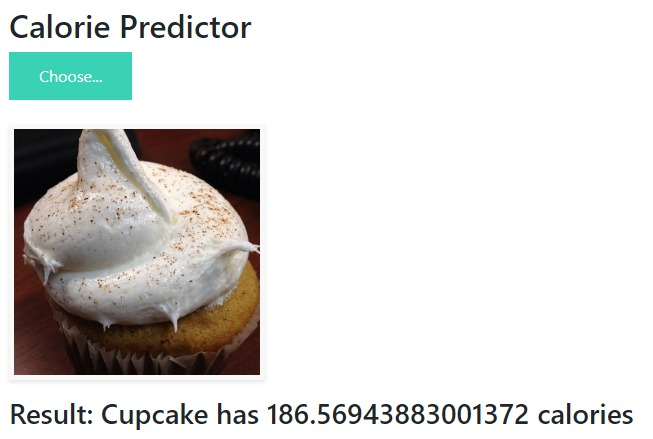 Calorie Predictor
Choose...
Result: Cupcake has 186.56943883001372 calories